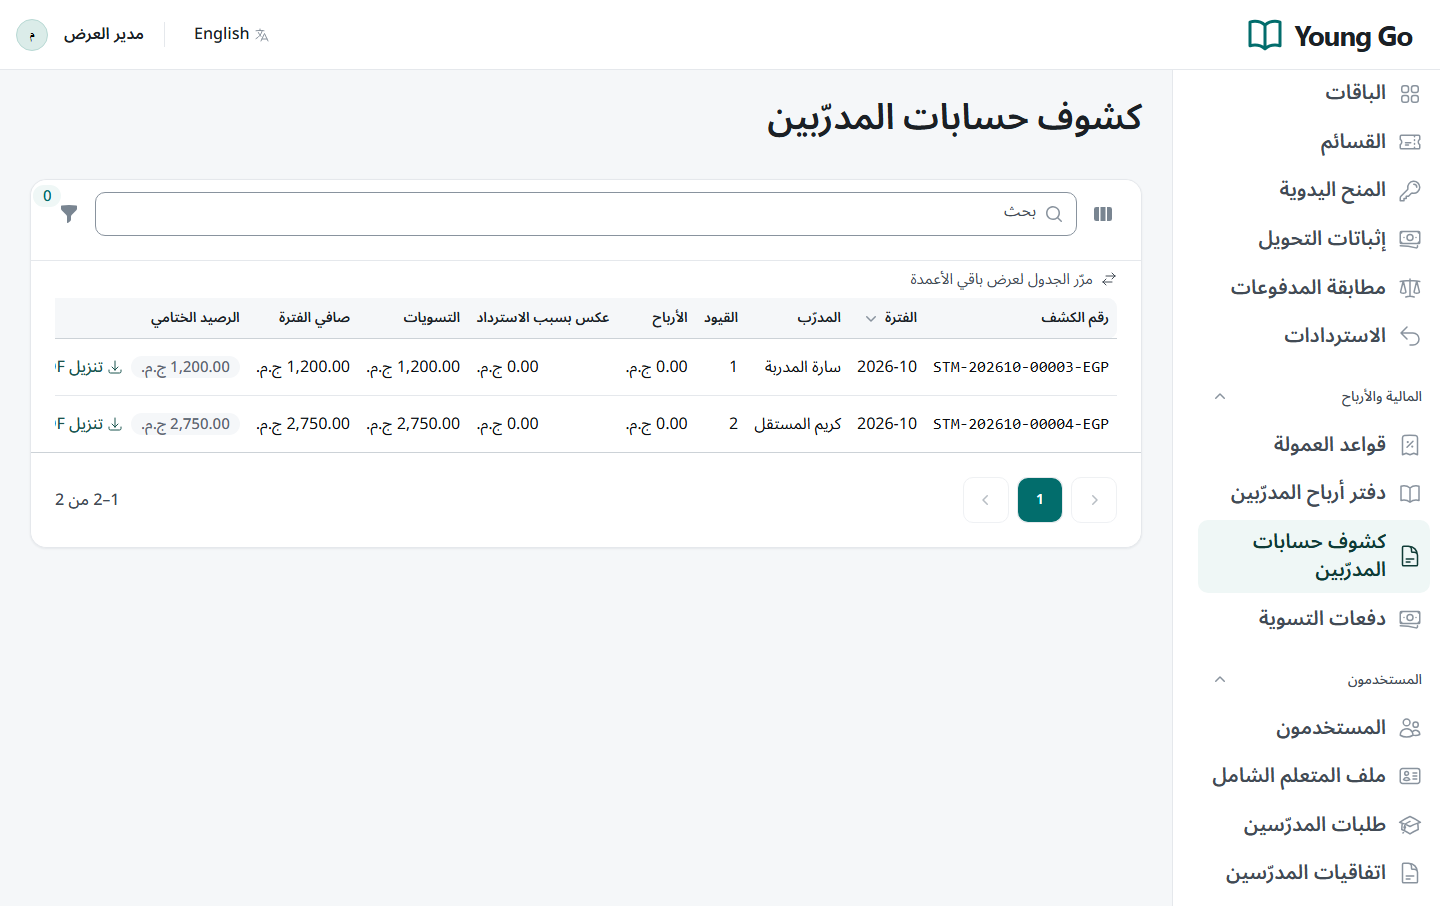 Young Go
English
مدير العرض
م
الباقات
القسائم
المنح اليدوية
إثباتات التحويل
مطابقة المدفوعات
الاستردادات
المالية والأرباح
قواعد العمولة
دفتر أرباح المدرّبين
كشوف حسابات
المدرّبين
دفعات التسوية
المستخدمون
المستخدمون
ملف المتعلم الشامل
طلبات المدرّسين
اتفاقيات المدرّسين
كشوف حسابات المدرّبين
بحث
0
مرّر الجدول لعرض باقي الأعمدة
رقم الكشف الفترة المدرّب القيود الأرباح عكس بسبب الاسترداد التسويات صافي الفترة الرصيد الختامي
STM-202610-00003-EGP 2026-10 سارة المدربة 1 0.00 ج.م. 0.00 ج.م. 1,200.00 ج.م. 1,200.00 ج.م. 1,200.00 ج.م. تنزيل
STM-202610-00004-EGP 2026-10 كريم المستقل 2 0.00 ج.م. 0.00 ج.م. 2,750.00 ج.م. 2,750.00 ج.م. 2,750.00 ج.م. تنزيل
1
1–2 من 2